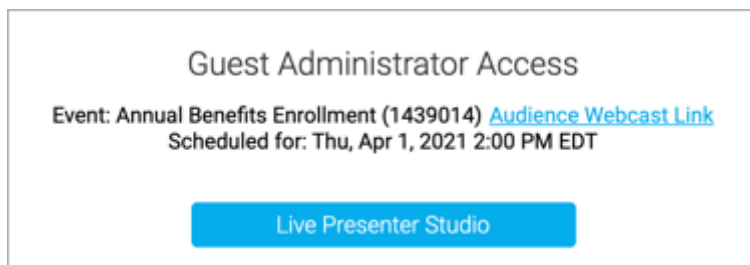 Guest Administrator Access
Event: Annual Benefits Enrollment (1439014) Audience Webcast Link
Scheduled for: Thu, Apr 1, 2021 2:00 PM EDT
Live Presenter Studio